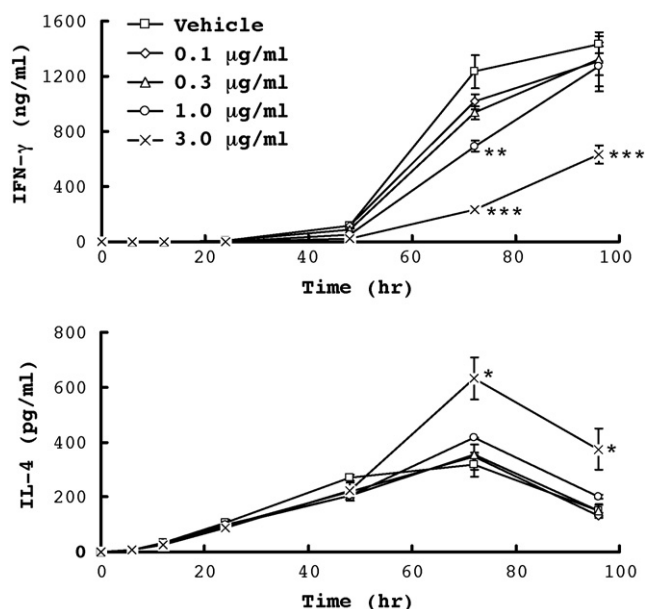 Vehicle
0.1 μg/ml
0.3 μg/ml
1.0 μg/ml
3.0 μg/ml
IFN-γ (ng/ml)
1600
1200
800
400
0
**
***
***
0 20 40 60 80 100
Time (hr)
IL-4 (pg/ml)
800
600
400
200
0
*
*
0 20 40 60 80 100
Time (hr)